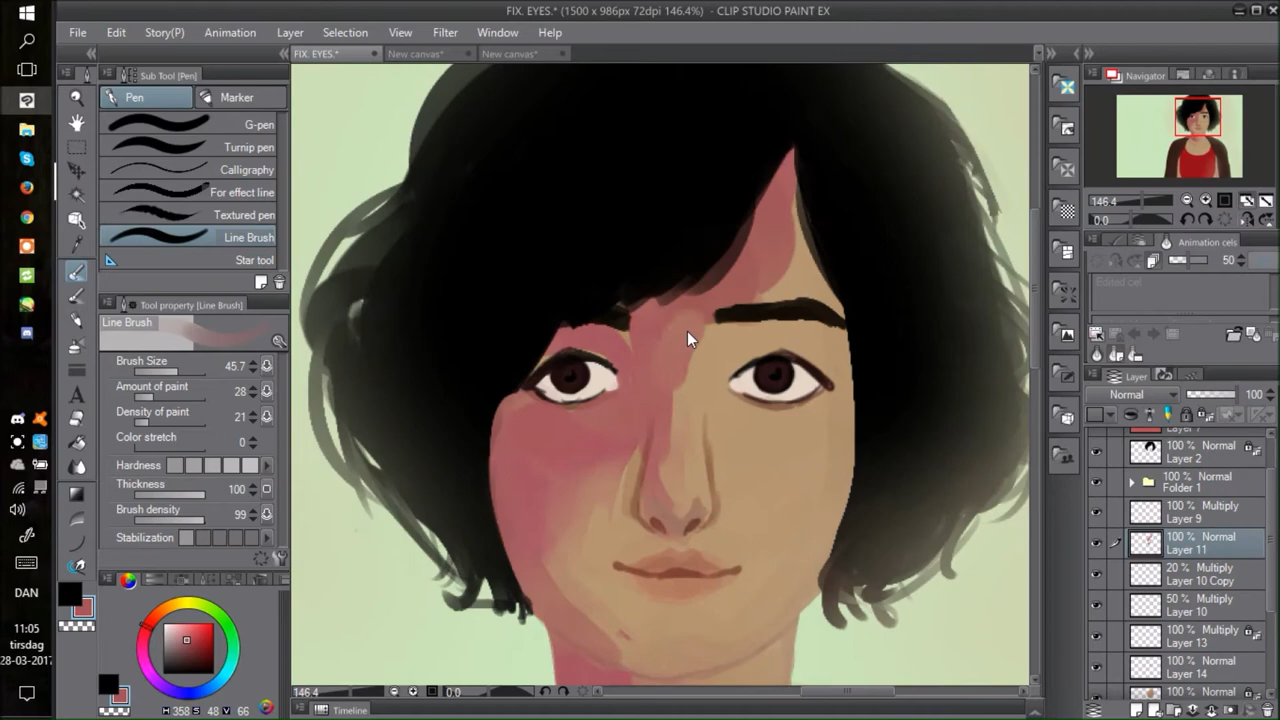 FIX. EYES.* (1500 x 986px 72dpi 146.4%) - CLIP STUDIO PAINT EX
File Edit Story(P) Animation Layer Selection View Filter Window Help
FIX. EYES.* New canvas* New canvas*
Sub Tool [Pen]
Pen Marker
G-pen
Turnip pen
Calligraphy
For effect line
Textured pen
Line Brush
Star tool
Tool property [Line Brush]
Line Brush
Brush Size 45.7
Amount of paint 28
Density of paint 21
Color stretch 0
Hardness
Thickness 100
Brush density 99
Stabilization
H 358 S 48 V 66
DAN
11:05
tirsdag
28-03-2017
146.4 0.0
Timeline
Navigator
146.4
0.0
Animation cels
50
Edited cel
Layer
Normal 100
Layer 7
100 % Normal
Layer 2
100 % Normal
Folder 1
100 % Multiply
Layer 9
100 % Normal
Layer 11
20 % Multiply
Layer 10 Copy
50 % Multiply
Layer 10
100 % Multiply
Layer 13
100 % Normal
Layer 14
100 % Normal